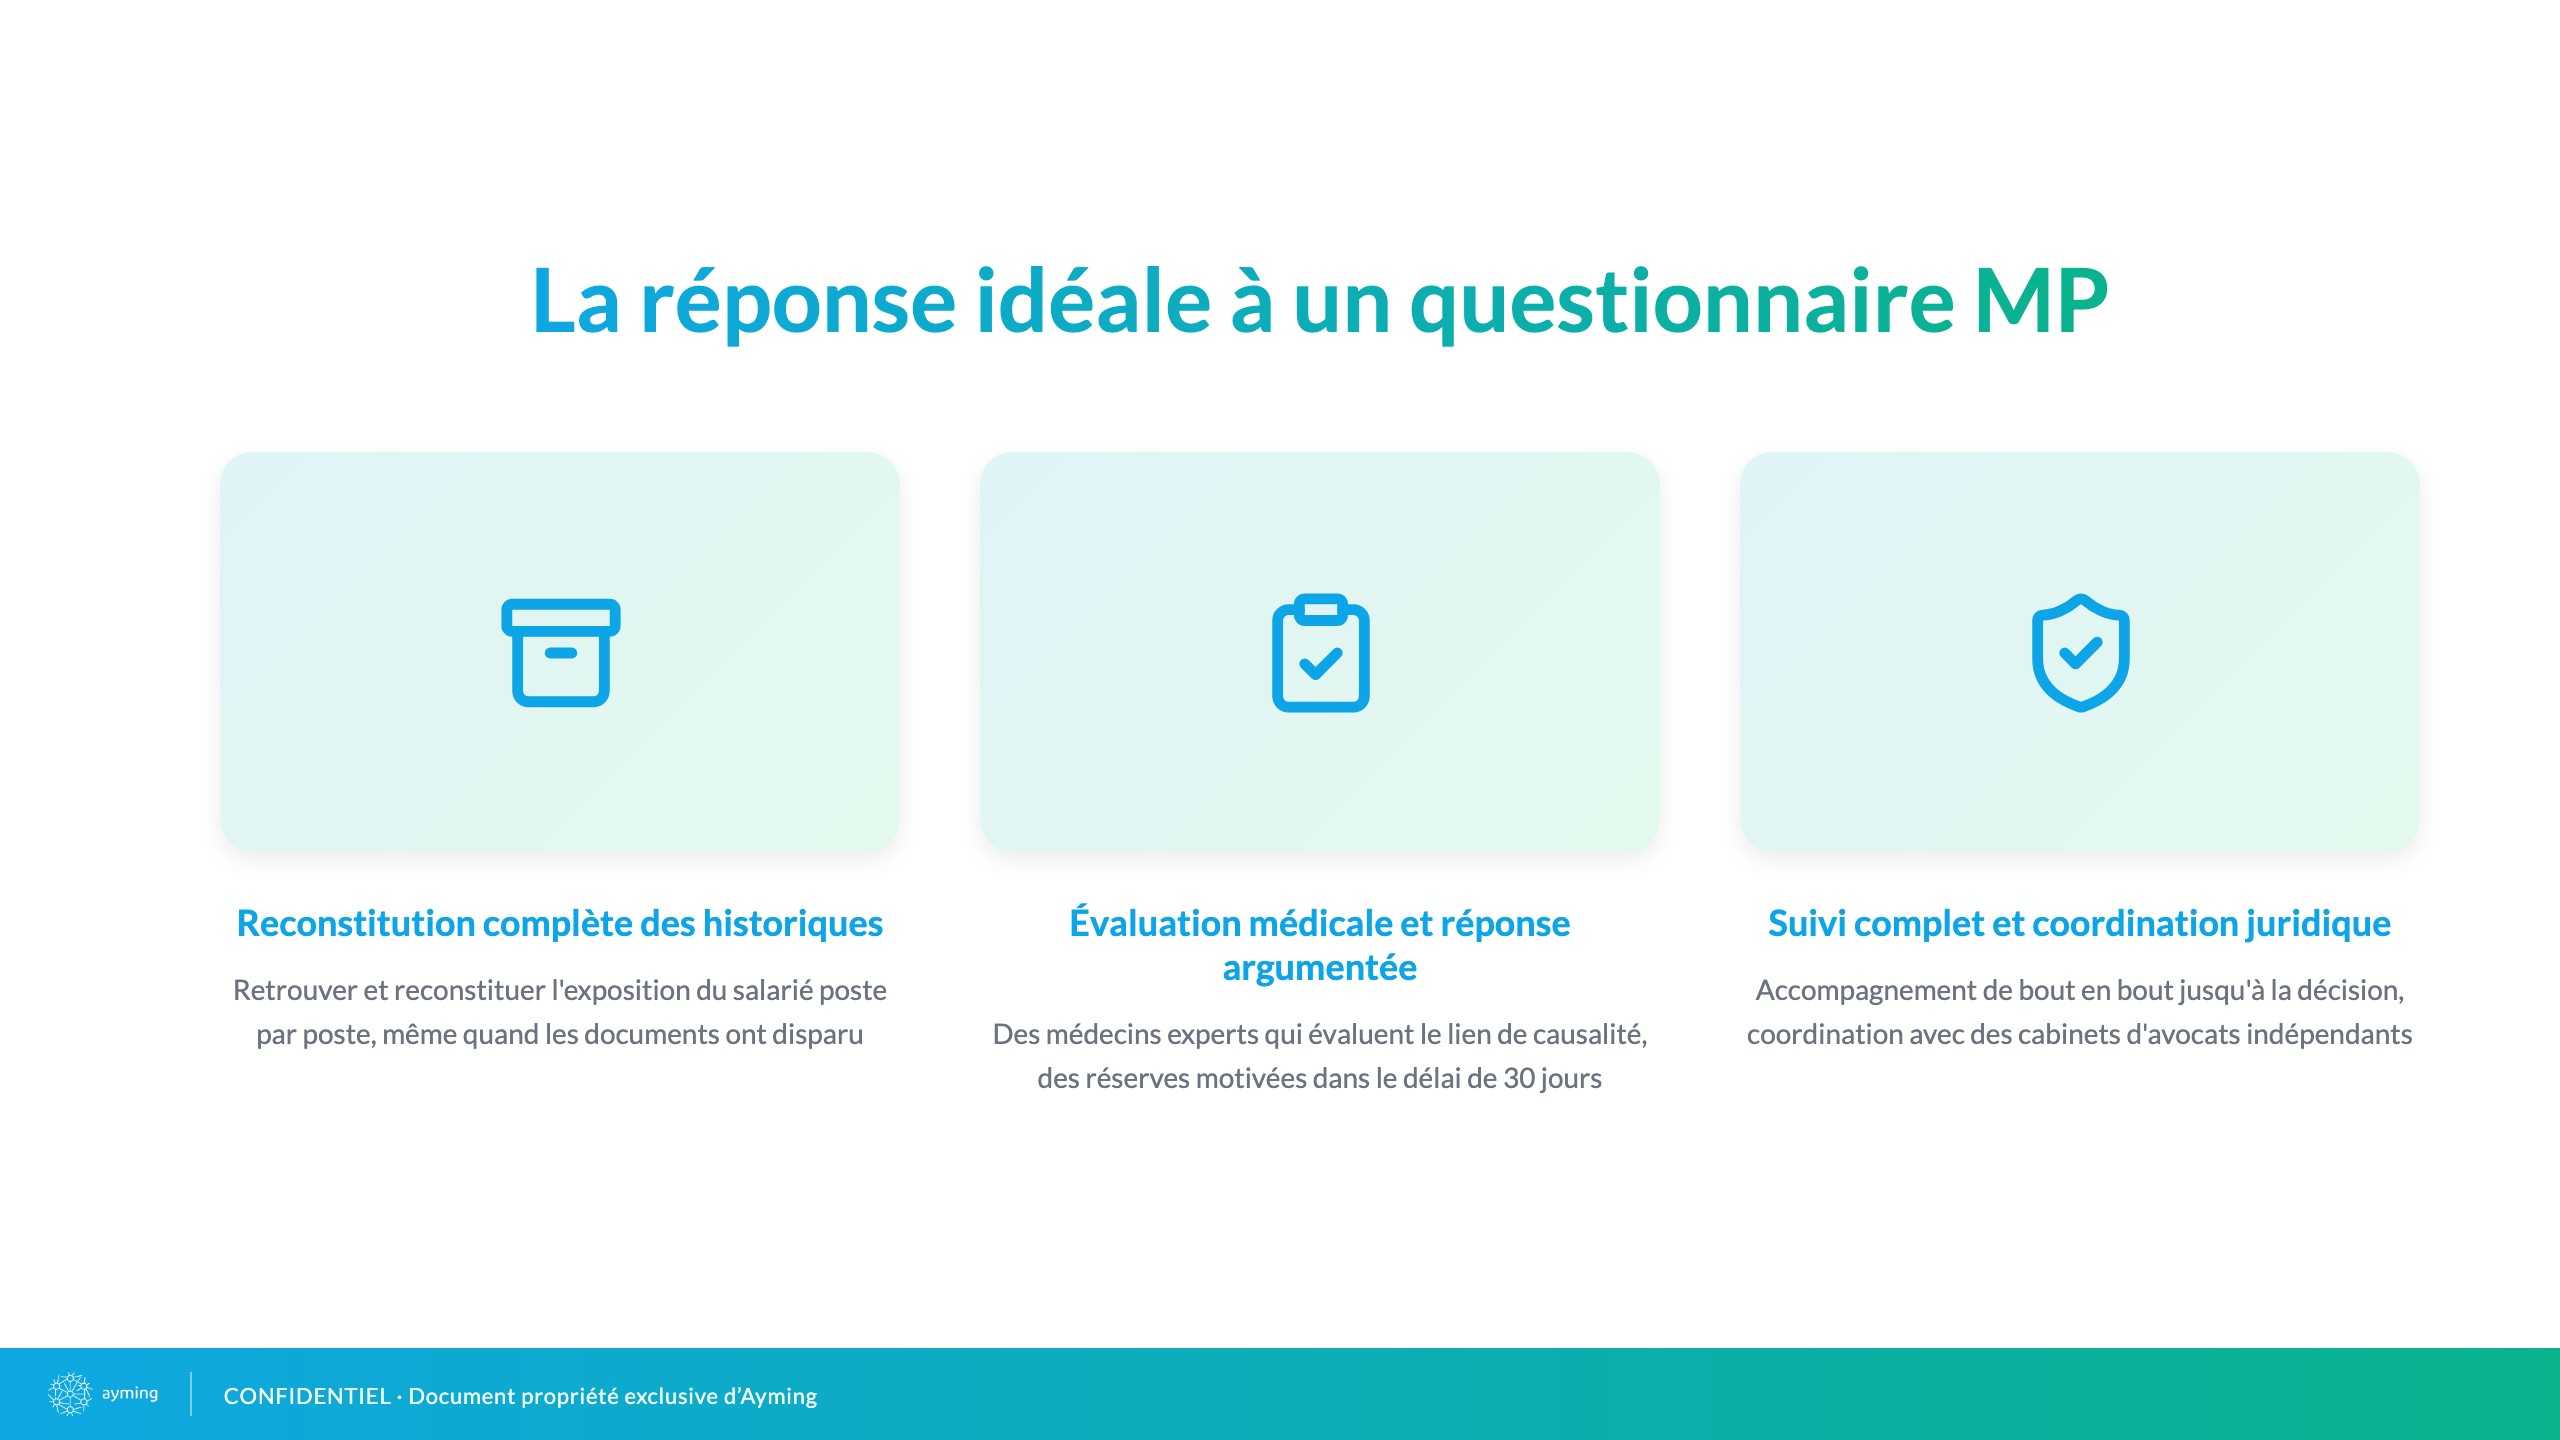 La réponse idéale à un questionnaire MP
Reconstitution complète des historiques
Retrouver et reconstituer l'exposition du salarié poste
par poste, même quand les documents ont disparu
Évaluation médicale et réponse
argumentée
Des médecins experts qui évaluent le lien de causalité,
des réserves motivées dans le délai de 30 jours
Suivi complet et coordination juridique
Accompagnement de bout en bout jusqu'à la décision,
coordination avec des cabinets d'avocats indépendants
ayming
CONFIDENTIEL · Document propriété exclusive d’Ayming